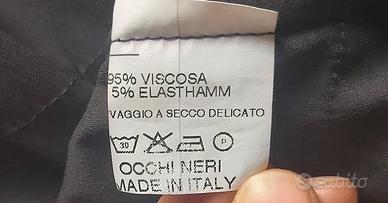 95% VISCOSA
5% ELASTHAMM
VAGGIO A SECCO DELICATO
30
P
OCCHI NERI
MADE IN ITALY
subito